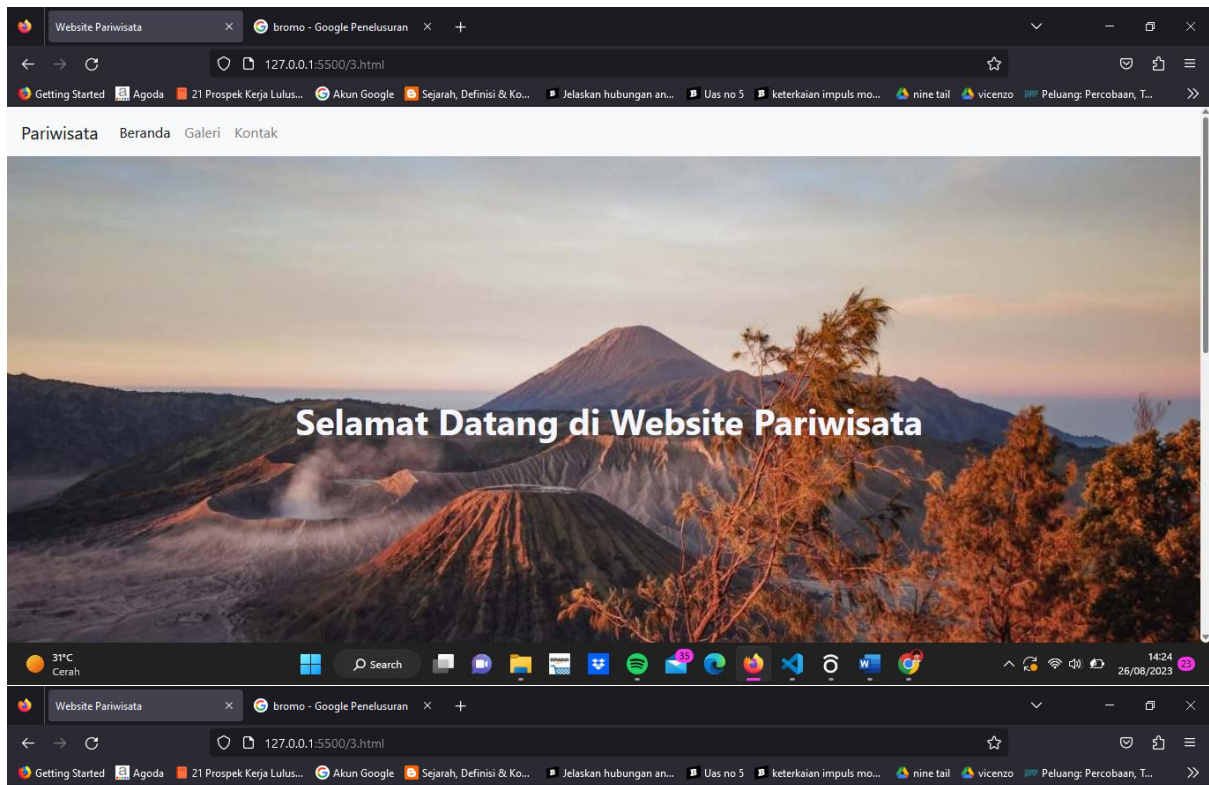 Website Pariwisata
bromo - Google Penelusuran
127.0.0.1:5500/3.html
Getting Started Agoda 21 Prospek Kerja Lulus... Akun Google Sejarah, Definisi & Ko... Jelaskan hubungan an... Uas no 5 keterkaian impuls mo... nine tail vicenzo Peluang: Percobaan, T...
Pariwisata Beranda Galeri Kontak
Selamat Datang di Website Pariwisata
31°C
Cerah
Search
35
14:24
26/08/2023
23
Website Pariwisata
bromo - Google Penelusuran
127.0.0.1:5500/3.html
Getting Started Agoda 21 Prospek Kerja Lulus... Akun Google Sejarah, Definisi & Ko... Jelaskan hubungan an... Uas no 5 keterkaian impuls mo... nine tail vicenzo Peluang: Percobaan, T...